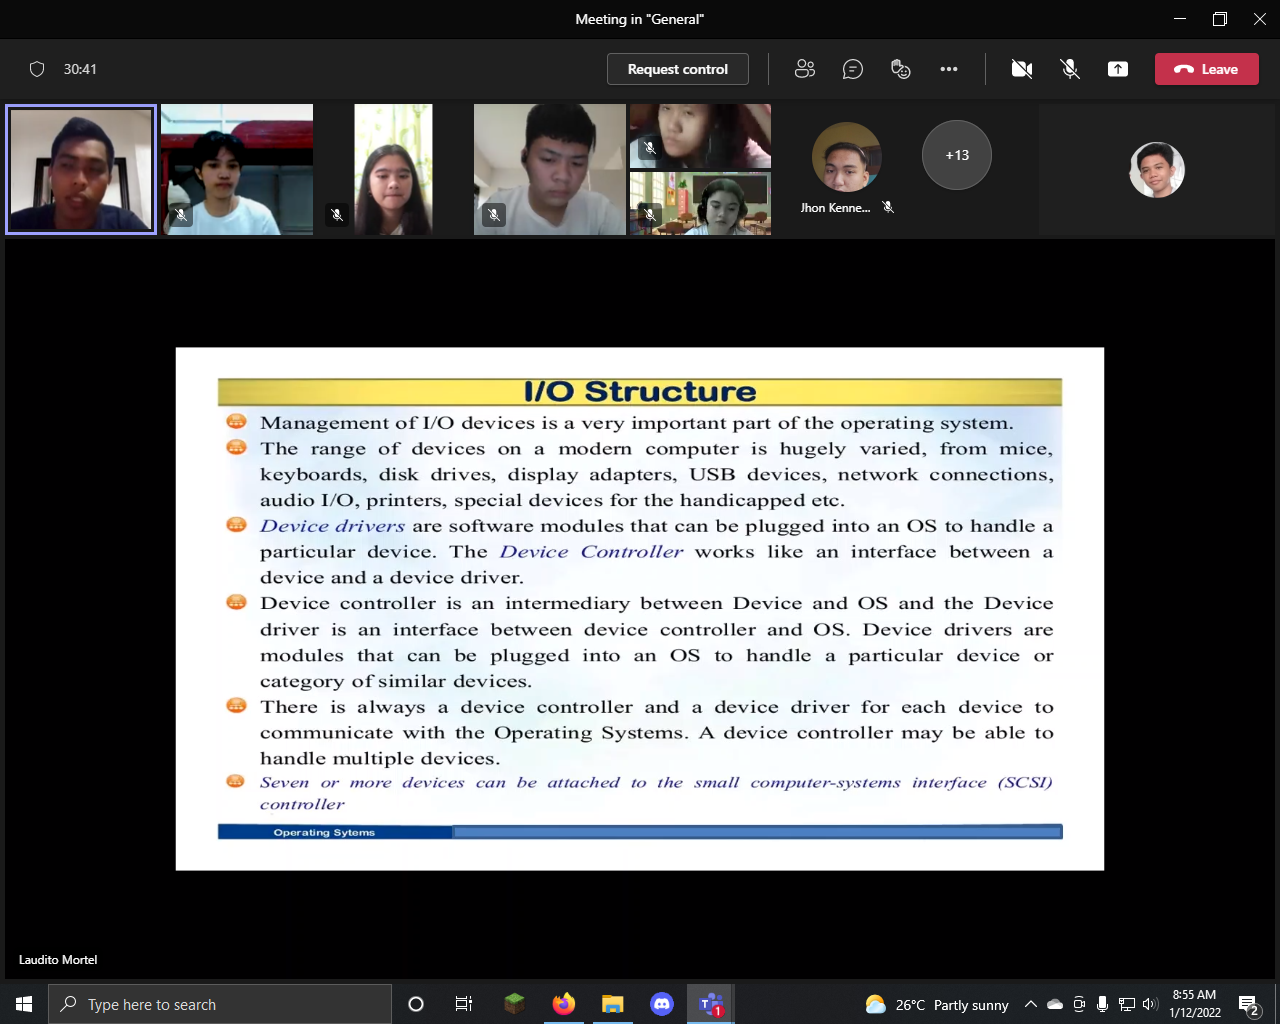 Meeting in "General"
30:41
Request control
Leave
+13
Jhon Kenne...
I/O Structure
Management of I/O devices is a very important part of the operating system.
The range of devices on a modern computer is hugely varied, from mice,
keyboards, disk drives, display adapters, USB devices, network connections,
audio I/O, printers, special devices for the handicapped etc.
Device drivers are software modules that can be plugged into an OS to handle a
particular device. The Device Controller works like an interface between a
device and a device driver.
Device controller is an intermediary between Device and OS and the Device
driver is an interface between device controller and OS. Device drivers are
modules that can be plugged into an OS to handle a particular device or
category of similar devices.
There is always a device controller and a device driver for each device to
communicate with the Operating Systems. A device controller may be able to
handle multiple devices.
Seven or more devices can be attached to the small computer-systems interface (SCSI)
controller
Operating Sytems
Laudito Mortel
Type here to search
T
1
26°C Partly sunny
8:55 AM
1/12/2022
2